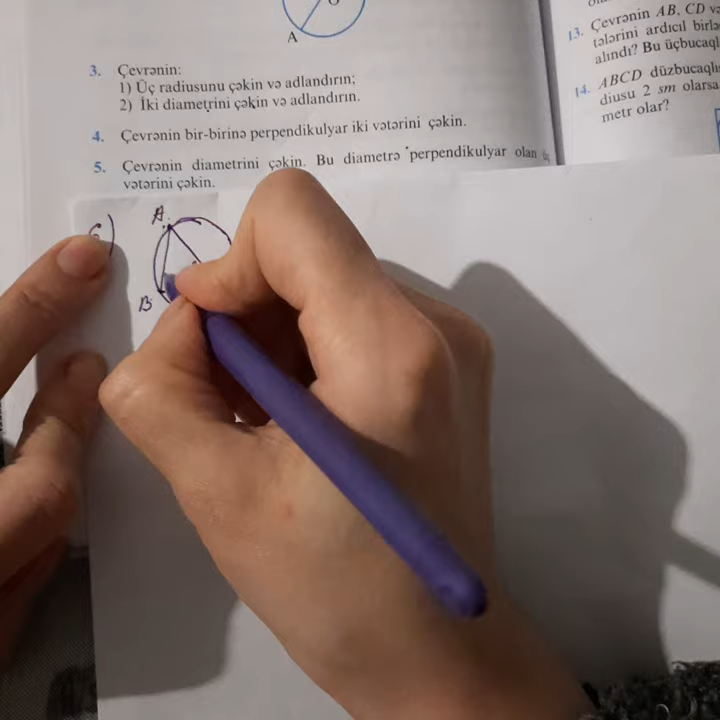 A
3. Çevrənin:
1) Üç radiusunu çəkin və adlandırın;
2) İki diametrini çəkin və adlandırın.
4. Çevrənin bir-birinə perpendikulyar iki vətərini çəkin.
5. Çevrənin diametrini çəkin. Bu diametrə perpendikulyar olan
vətərini çəkin.
13. Çevrənin AB, CD
tələrini ardıcıl
alındı? Bu
14. ABCD
diusu 2 sm olarsa
metr olar?
A
B